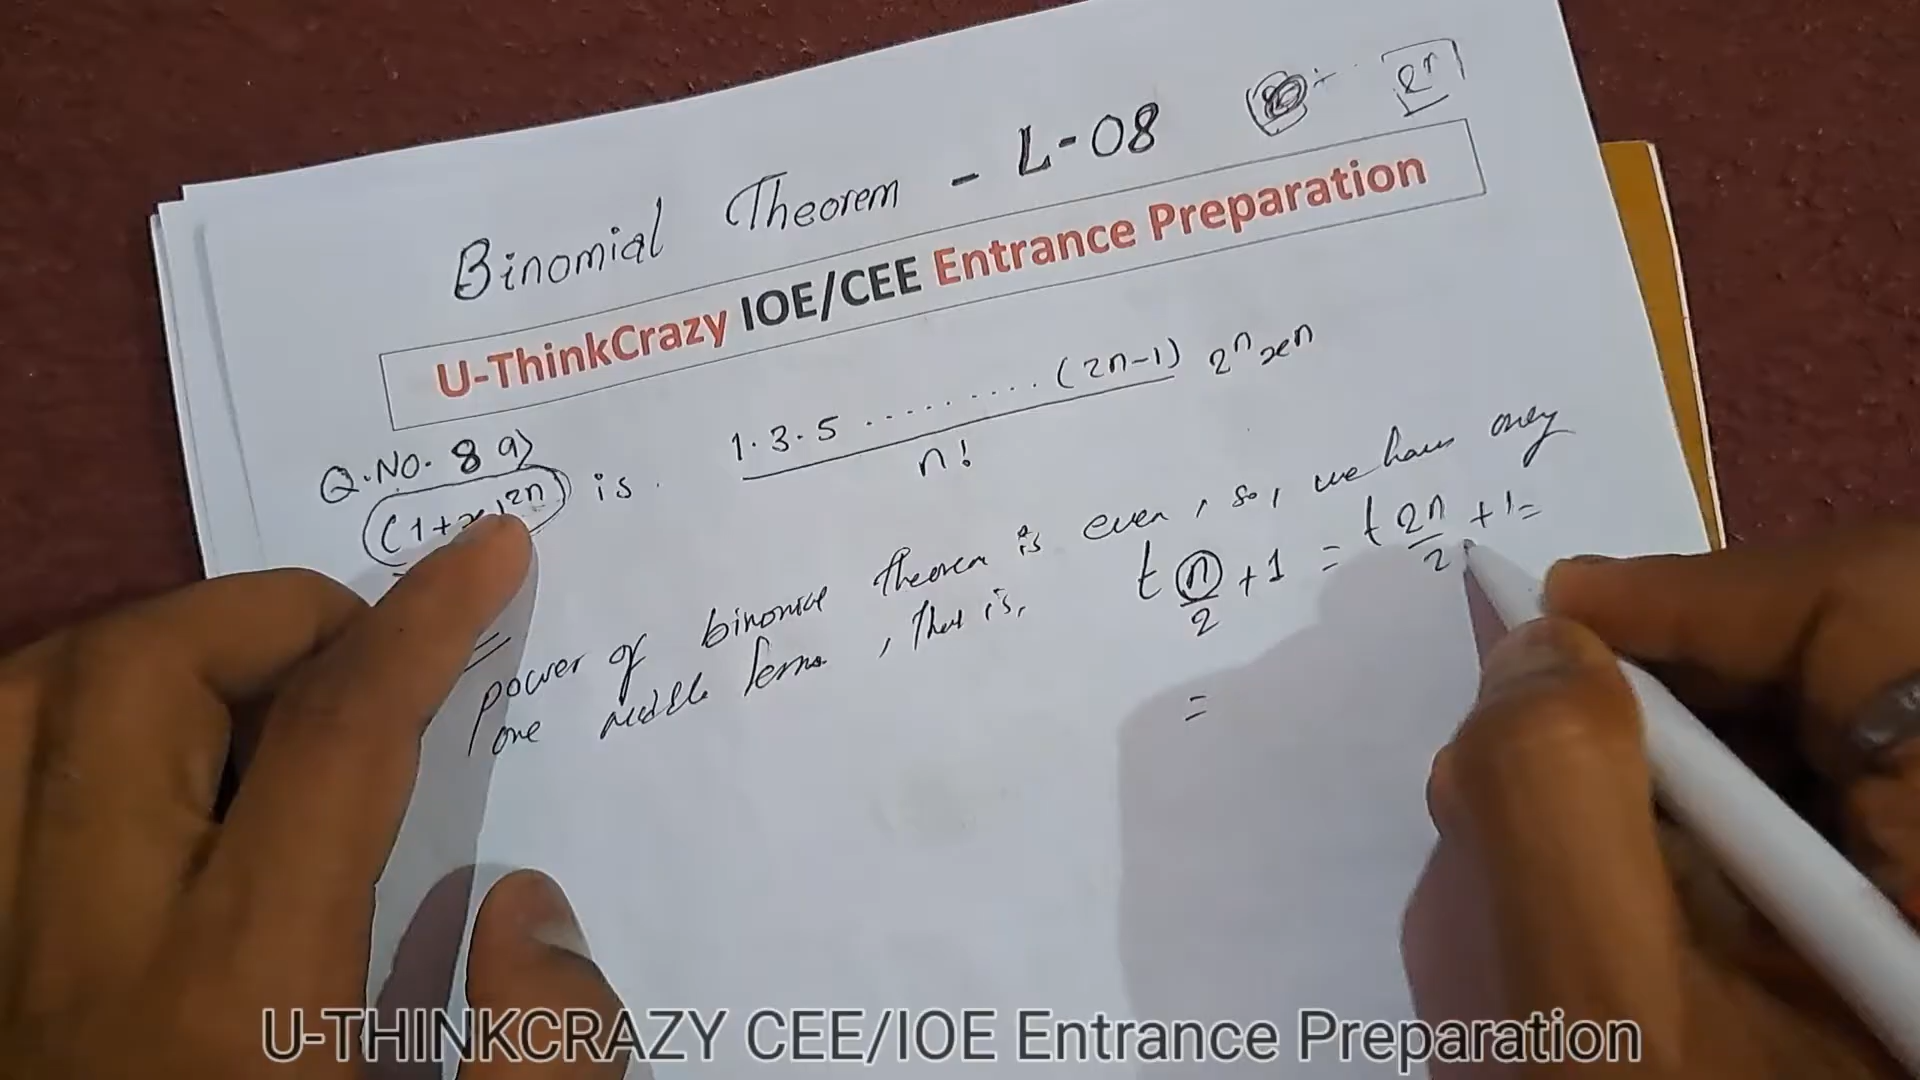 Binomial Theorem - L-08
U-ThinkCrazy IOE/CEE Entrance Preparation
Q.NO. 8 a)
(1+x)^2n is 1.3.5 .......... (2n-1) 2^n x^n
n!
power of binomial theorem is even, so, we have only
one middle term, that is, t n/2 +1 = t 2n/2 +1 =
=
U-THINKCRAZY CEE/IOE Entrance Preparation